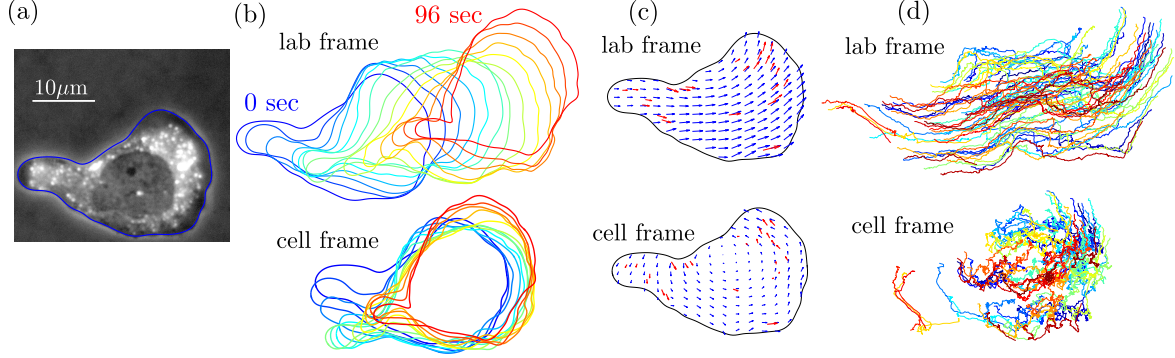 (a)
(b)
(c)
(d)
10μm
lab frame
96 sec
0 sec
cell frame
lab frame
cell frame
lab frame
cell frame